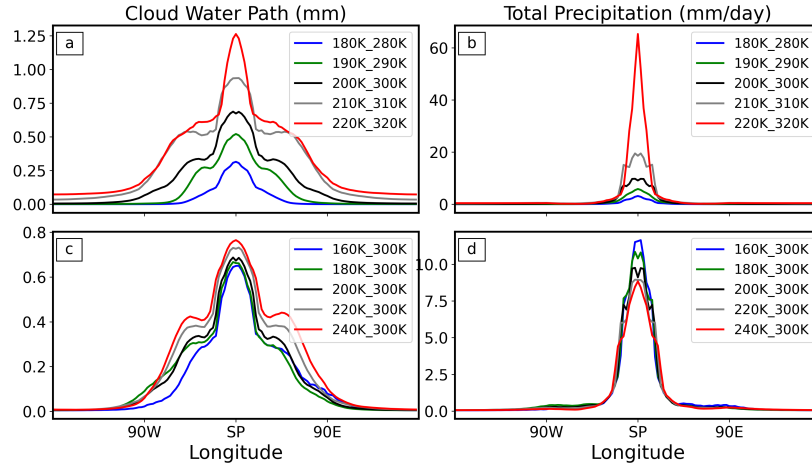 Cloud Water Path (mm)
Total Precipitation (mm/day)
a
1.25
1.00
0.75
0.50
0.25
0.00
180K_280K
190K_290K
200K_300K
210K_310K
220K_320K
b
60
40
20
0
180K_280K
190K_290K
200K_300K
210K_310K
220K_320K
c
0.8
0.6
0.4
0.2
0.0
160K_300K
180K_300K
200K_300K
220K_300K
240K_300K
90W
SP
90E
Longitude
d
10.0
7.5
5.0
2.5
0.0
160K_300K
180K_300K
200K_300K
220K_300K
240K_300K
90W
SP
90E
Longitude